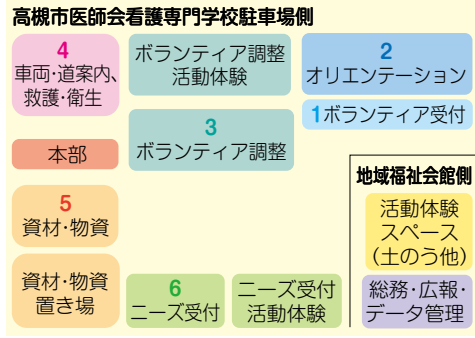 高槻市医師会看護専門学校駐車場側
4
車両・道案内、
救護・衛生
ボランティア調整
活動体験
2
オリエンテーション
1ボランティア受付
3
ボランティア調整
本部
5
資材・物資
資材・物資
置き場
6
ニーズ受付
ニーズ受付
活動体験
地域福祉会館側
活動体験
スペース
(土のう他)
総務・広報・
データ管理